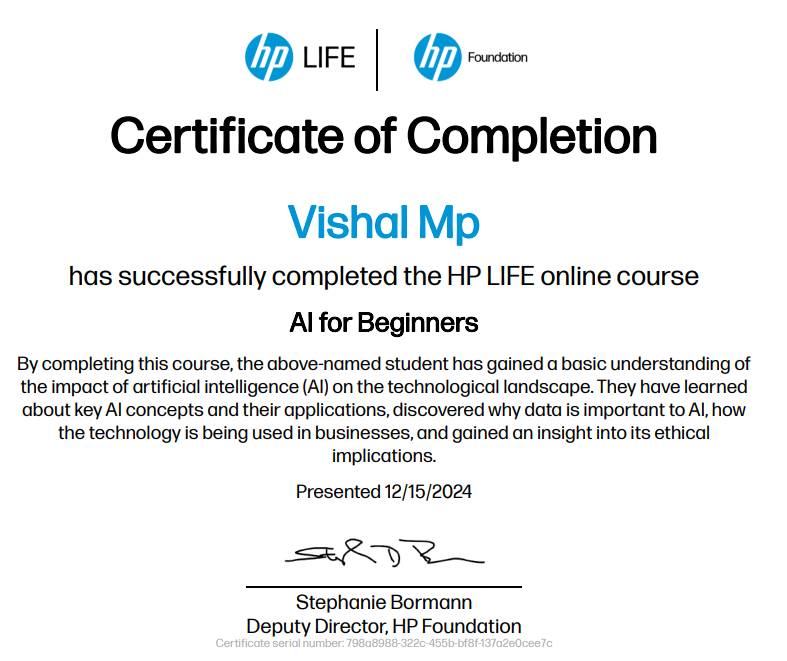 hp LIFE hp Foundation
Certificate of Completion
Vishal Mp
has successfully completed the HP LIFE online course
AI for Beginners
By completing this course, the above-named student has gained a basic understanding of
the impact of artificial intelligence (AI) on the technological landscape. They have learned
about key AI concepts and their applications, discovered why data is important to AI, how
the technology is being used in businesses, and gained an insight into its ethical
implications.
Presented 12/15/2024
Stephanie Bormann
Deputy Director, HP Foundation
Certificate serial number: 798a8988-322c-455b-bf8f-137a2e0cee7c